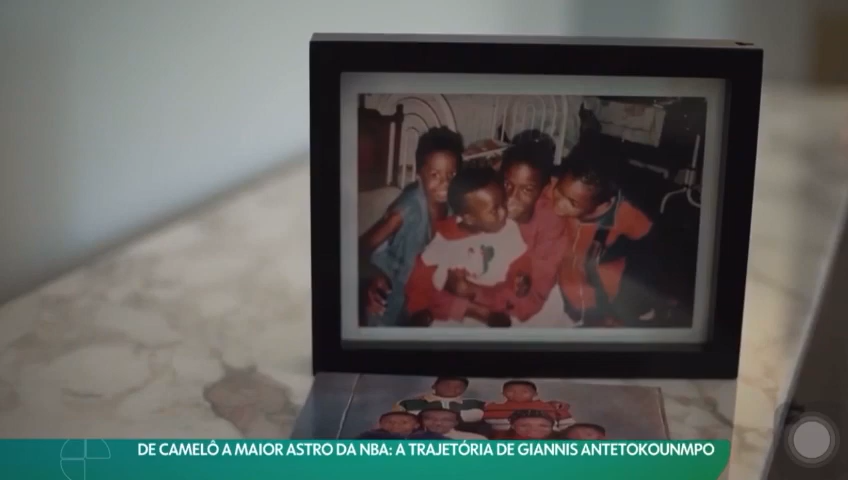 DE CAMELÔ A MAIOR ASTRO DA NBA: A TRAJETÓRIA DE GIANNIS ANTETOKOUNMPO